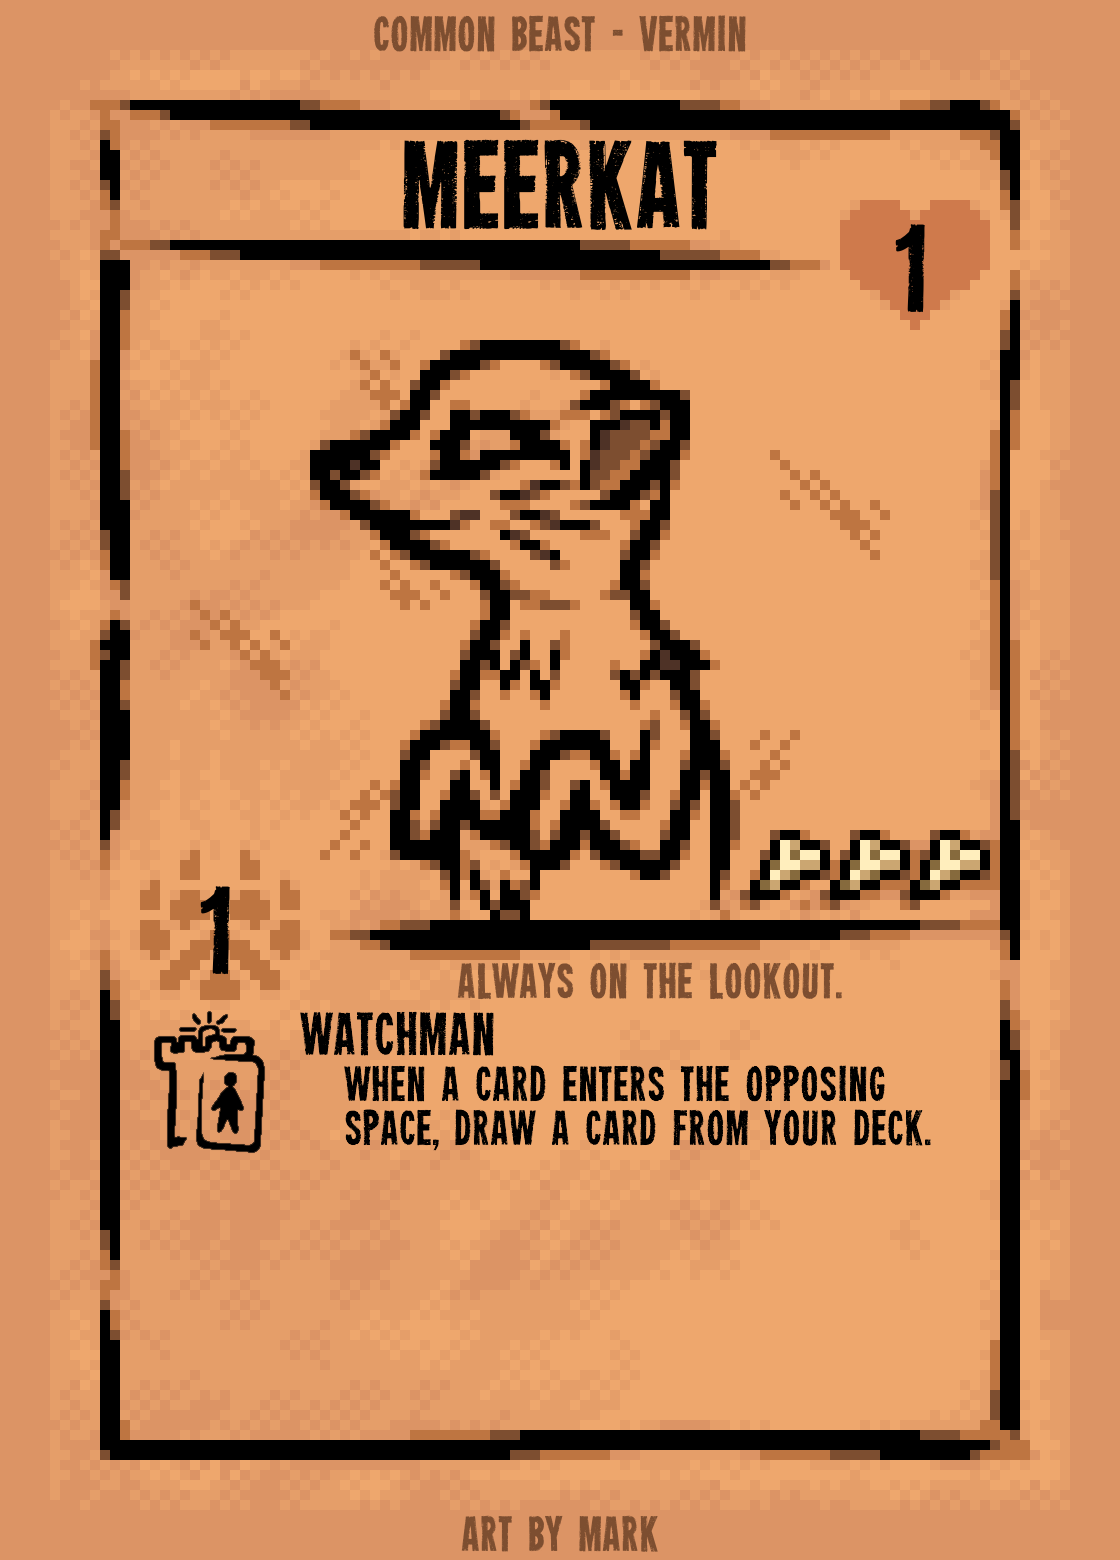 COMMON BEAST - VERMIN
MEERKAT
1
1
ALWAYS ON THE LOOKOUT.
WATCHMAN
WHEN A CARD ENTERS THE OPPOSING
SPACE, DRAW A CARD FROM YOUR DECK.
ART BY MARK